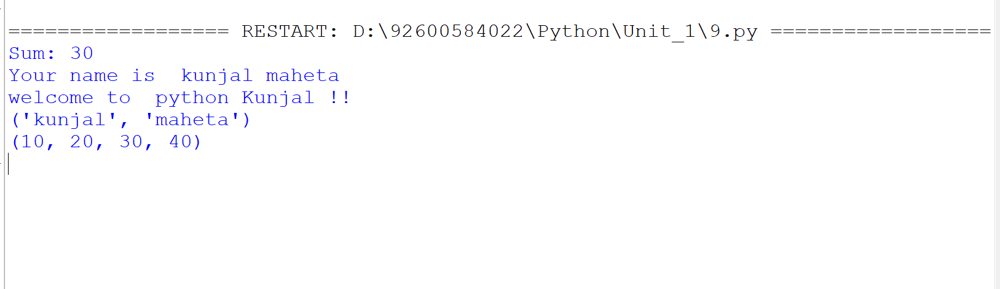 ================== RESTART: D:\92600584022\Python\Unit_1\9.py ==================
Sum: 30
Your name is  kunjal maheta
welcome to  python Kunjal !!
('kunjal', 'maheta')
(10, 20, 30, 40)